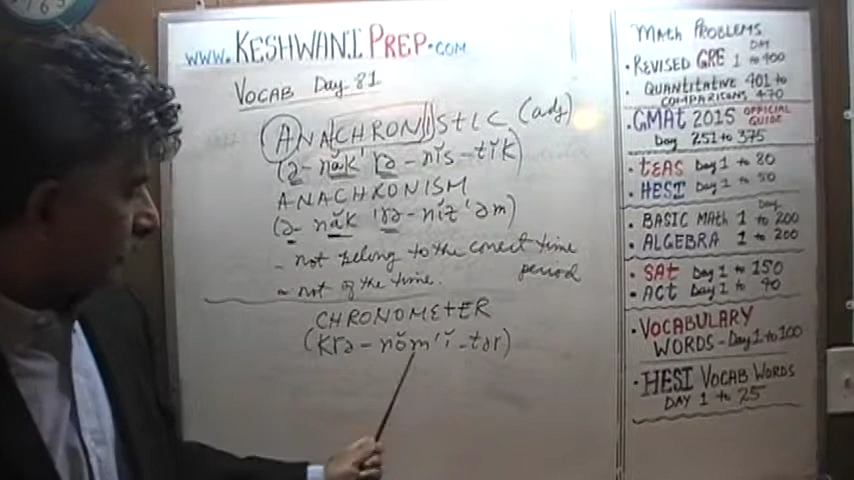 www.KESHWANIPREP.COM
VOCAB Day 81
ANACHRONISTIC (adj)
(ə-năk'rə-nĭs-tĭk)
ANACHRONISM
(ə-năk'rə-nĭz'əm)
- not belong to the correct time
period
- not of the time.
CHRONOMETER
(krə-nŏm'ĭ-tər)
MATH PROBLEMS
DAY
• REVISED GRE 1 to 400
• QUANTITATIVE 401 to
COMPARISONS 470
• GMAT 2015 OFFICIAL
GUIDE
Day 251 to 375
• TEAS Day 1 to 80
• HESI Day 1 to 50
Day
• BASIC MATH 1 to 200
• ALGEBRA 1 to 200
• SAT Day 1 to 150
• ACT Day 1 to 90
• VOCABULARY
WORDS - Day 1 to 100
• HESI VOCAB WORDS
DAY 1 to 25